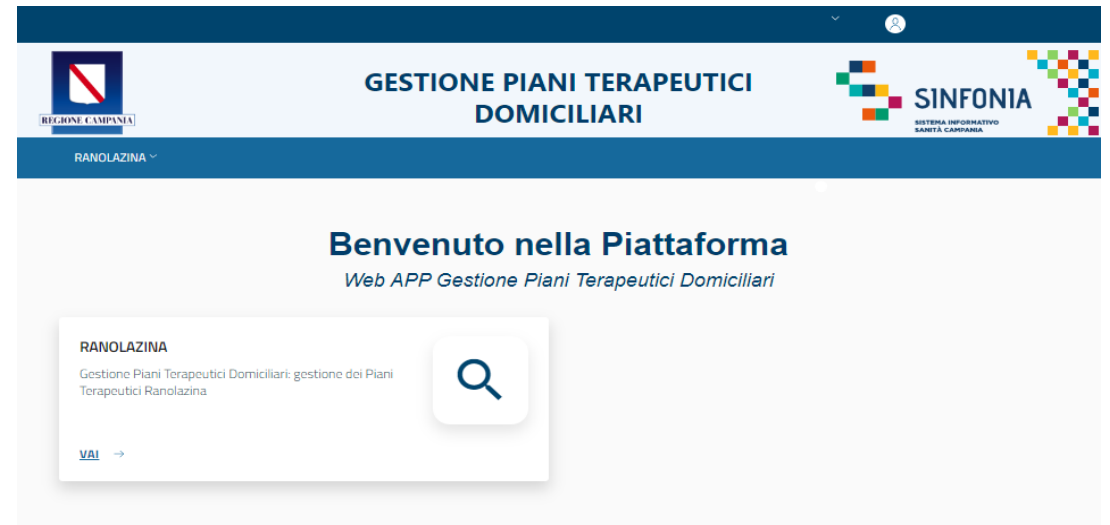 REGIONE CAMPANIA
GESTIONE PIANI TERAPEUTICI
DOMICILIARI
SINFONIA
SISTEMA INFORMATIVO
SANITÀ CAMPANIA
RANOLAZINA
Benvenuto nella Piattaforma
Web APP Gestione Piani Terapeutici Domiciliari
RANOLAZINA
Gestione Piani Terapeutici Domiciliari: gestione dei Piani
Terapeutici Ranolazina
VAI →